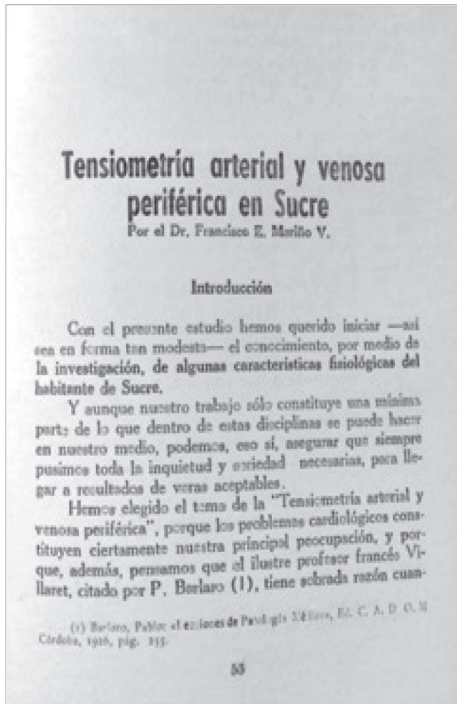 Tensiometría arterial y venosa
periférica en Sucre
Por el Dr. Francisco E. Mariño V.
Introducción
Con el presente estudio hemos querido iniciar —así
sea en forma tan modesta— el conocimiento, por medio de
la investigación, de algunas características fisiológicas del
habitante de Sucre.
Y aunque nuestro trabajo sólo constituye una mínima
parte de lo que dentro de estas disciplinas se puede hacer
en nuestro medio, podemos, eso sí, asegurar que siempre
pusimos toda la inquietud y seriedad necesarias, para lle-
gar a resultados de veras aceptables.
Hemos elegido el tema de la "Tensiometría arterial y
venosa periférica", porque los problemas cardiológicos cons-
tituyen ciertamente nuestra principal preocupación, y por-
que, además, pensamos que el ilustre profesor francés Vi-
llaret, citado por P. Berlaro (1), tiene sobrada razón cuan-
(1) Berlaro, Pablo: de Patología Médica, Ed. C. A. D. O. M
Córdoba, 1926, pág. 255.
53